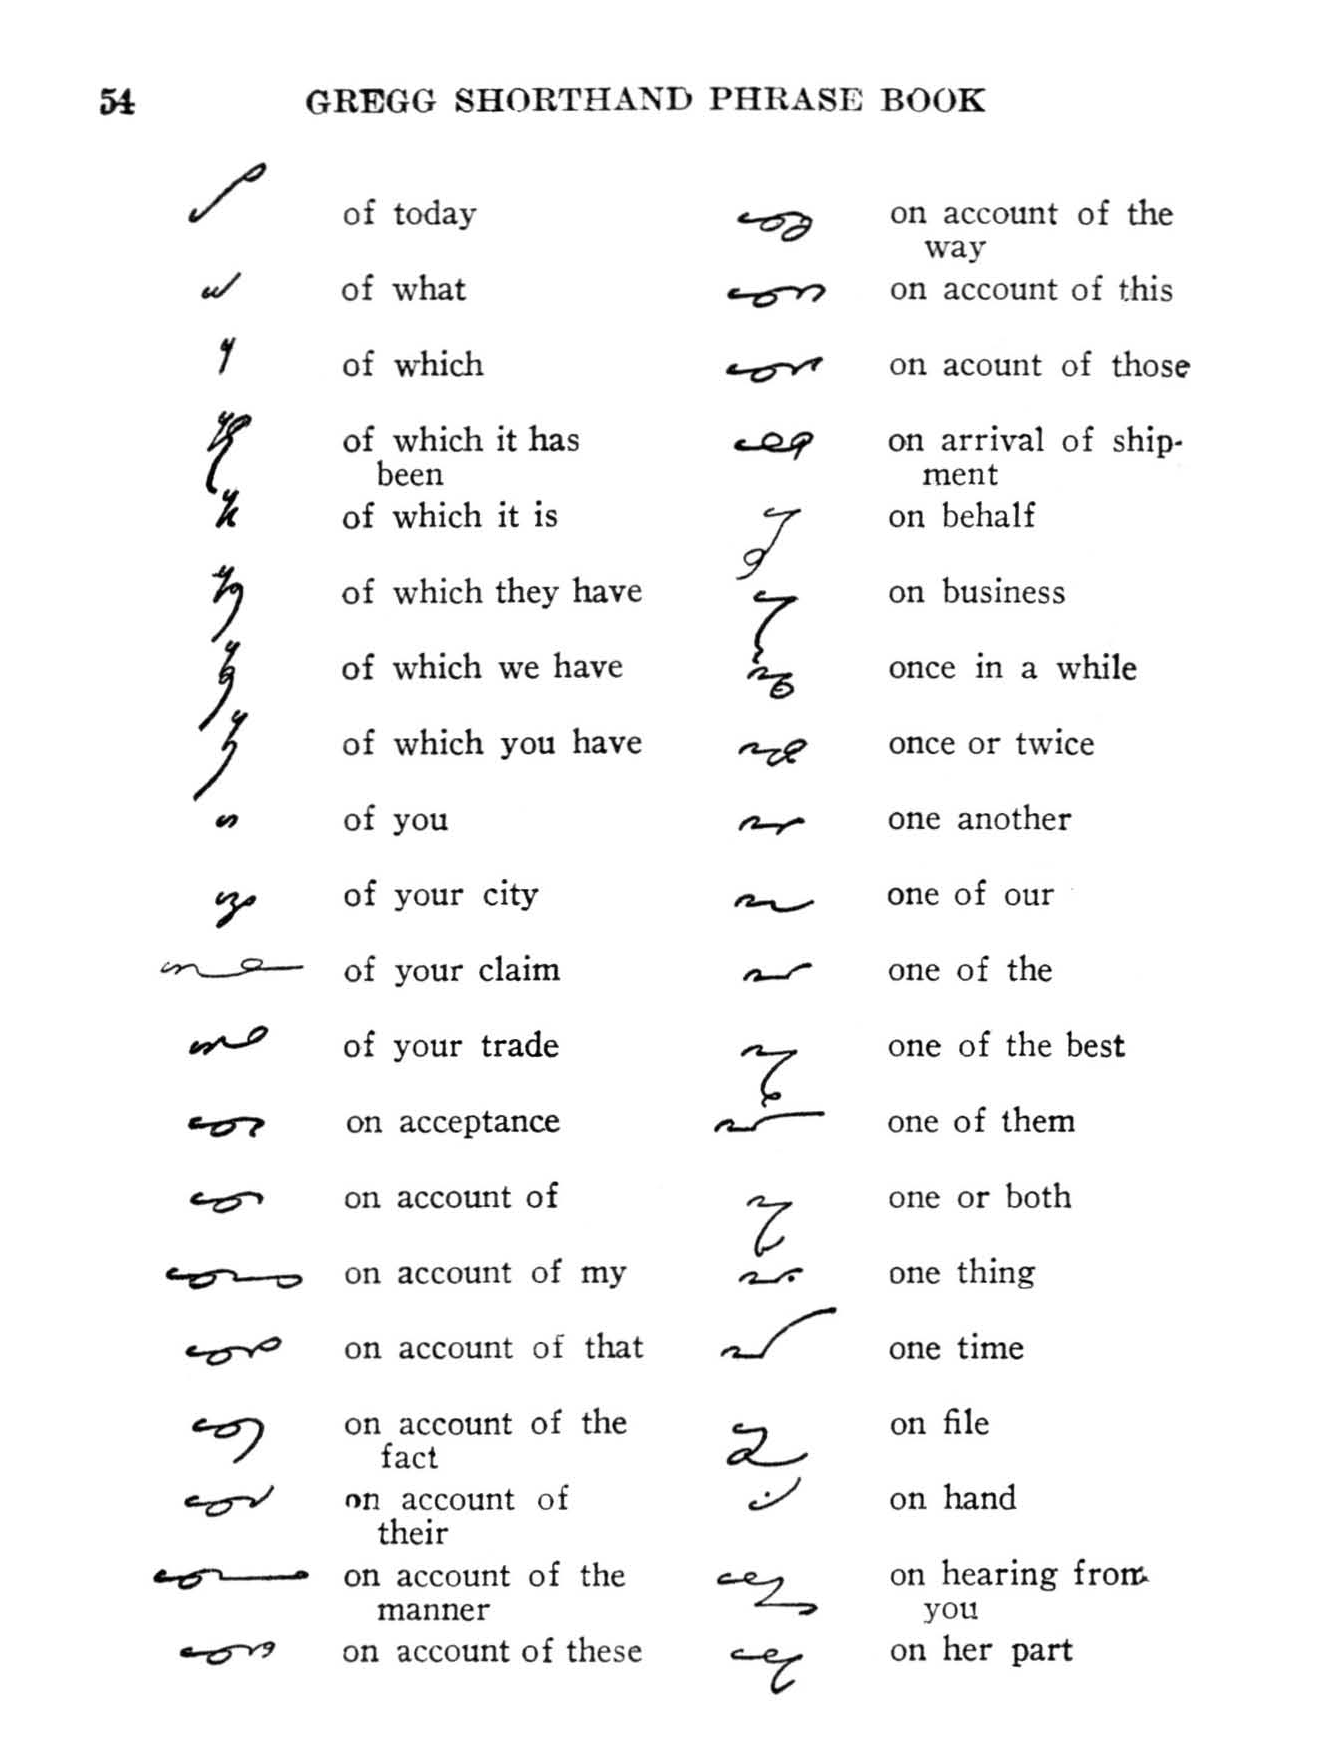 54 GREGG SHORTHAND PHRASE BOOK
of today
of what
of which
of which it has
been
of which it is
of which they have
of which we have
of which you have
of you
of your city
of your claim
of your trade
on acceptance
on account of
on account of my
on account of that
on account of the
fact
on account of
their
on account of the
manner
on account of these
on account of the
way
on account of this
on acount of those
on arrival of ship-
ment
on behalf
on business
once in a while
once or twice
one another
one of our
one of the
one of the best
one of them
one or both
one thing
one time
on file
on hand
on hearing from
you
on her part